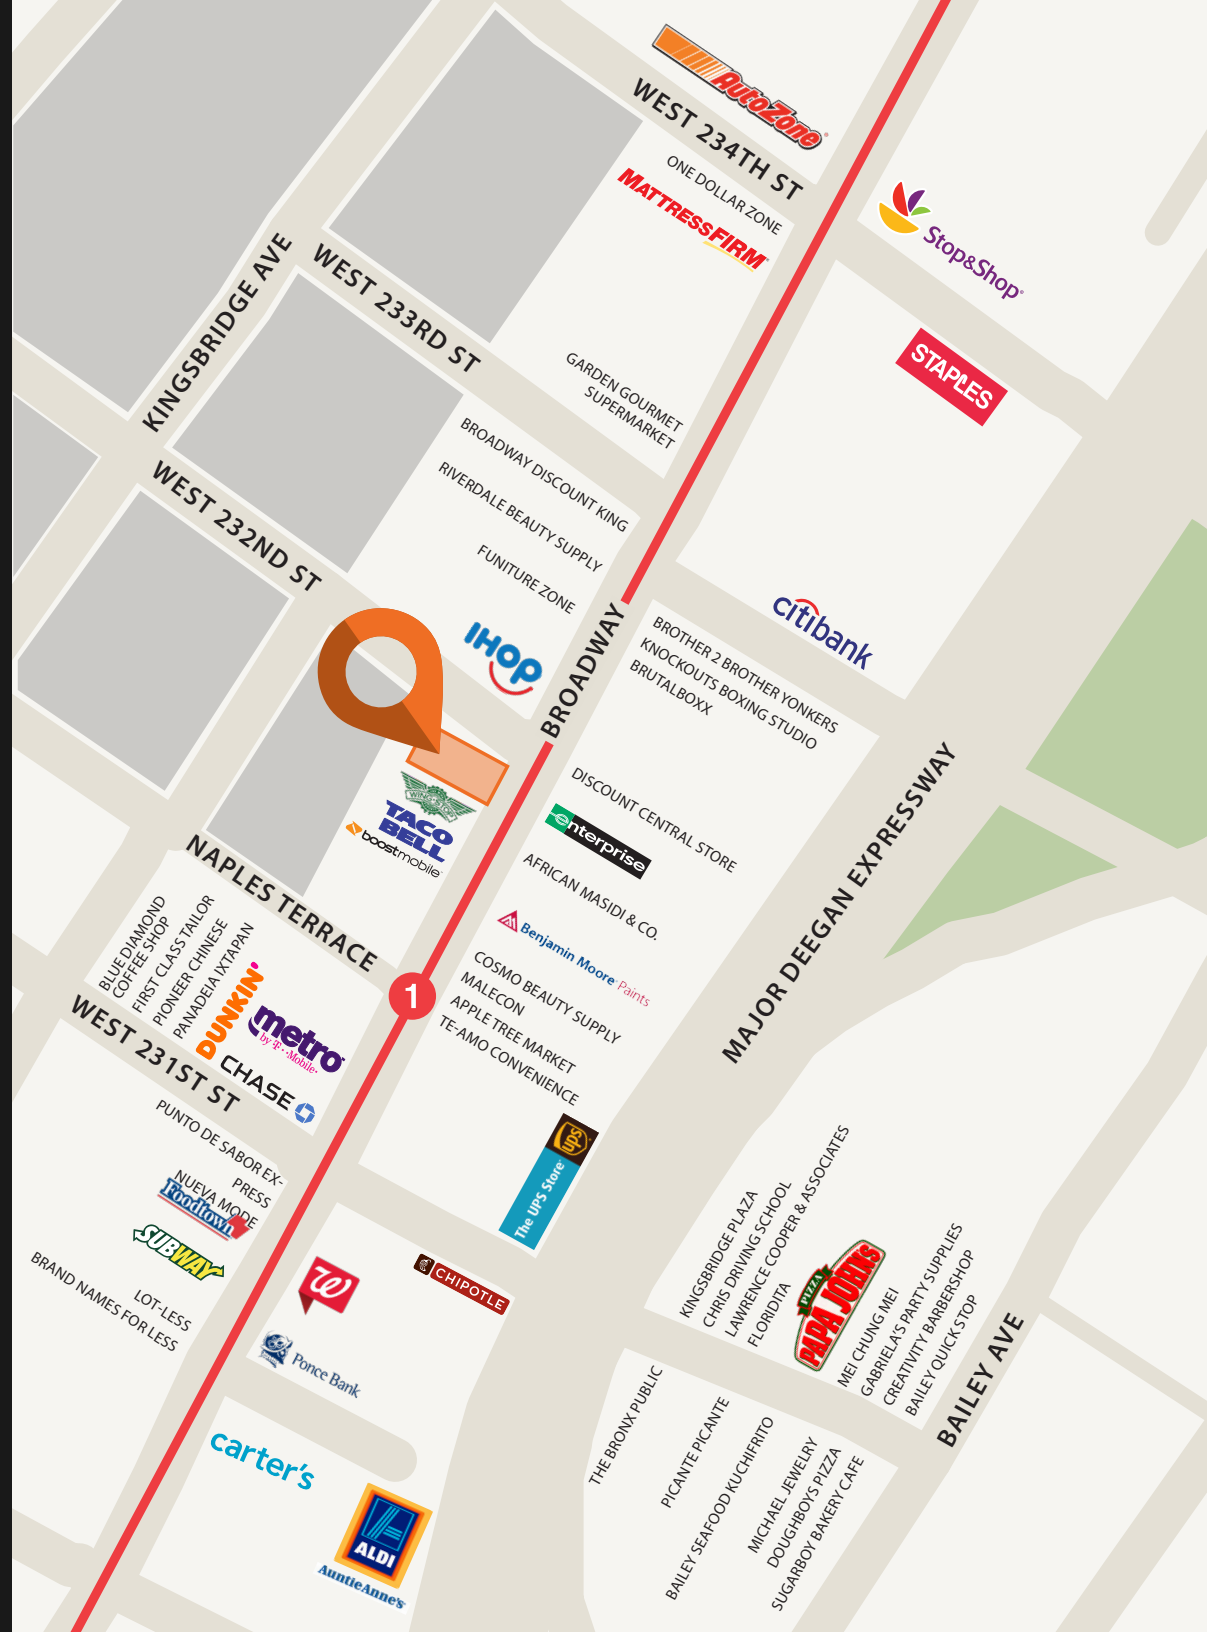 AutoZone
WEST 234TH ST
ONE DOLLAR ZONE
MATTRESSFIRM
Stop&Shop
STAPLES
KINGSBRIDGE AVE
WEST 233RD ST
GARDEN GOURMET
SUPERMARKET
BROADWAY DISCOUNT KING
RIVERDALE BEAUTY SUPPLY
FUNITURE ZONE
WEST 232ND ST
IHOP
BROADWAY
citibank
BROTHER 2 BROTHER YONKERS
KNOCKOUTS BOXING STUDIO
BRUTALBOXX
WINGSTOP
TACO
BELL
boostmobile
DISCOUNT CENTRAL STORE
enterprise
AFRICAN MASIDI & CO.
Benjamin Moore Paints
COSMO BEAUTY SUPPLY
MALECON
APPLE TREE MARKET
TE-AMO CONVENIENCE
MAJOR DEEGAN EXPRESSWAY
NAPLES TERRACE
1
BLUE DIAMOND
COFFEE SHOP
FIRST CLASS TAILOR
PIONEER CHINESE
PANADEIA IXTAPAN
DUNKIN'
metro
by T-Mobile
CHASE
WEST 231ST ST
PUNTO DE SABOR EX-
PRESS
NUEVA MODE
Foodtown
SUBWAY
LOT-LESS
BRAND NAMES FOR LESS
ups
The UPS Store
W
CHIPOTLE
Ponce Bank
carter's
ALDI
AuntieAnne's
KINGSBRIDGE PLAZA
CHRIS DRIVING SCHOOL
LAWRENCE COOPER & ASSOCIATES
FLORIDITA
PIZZA
PAPA JOHNS
MEI CHUNG MEI
GABRIELA'S PARTY SUPPLIES
CREATIVITY BARBERSHOP
BAILEY QUICK STOP
BAILEY AVE
THE BRONX PUBLIC
PICANTE PICANTE
BAILEY SEAFOOD KUCHIFRITO
MICHAEL JEWELRY
DOUGHBOYS PIZZA
SUGARBOY BAKERY CAFE